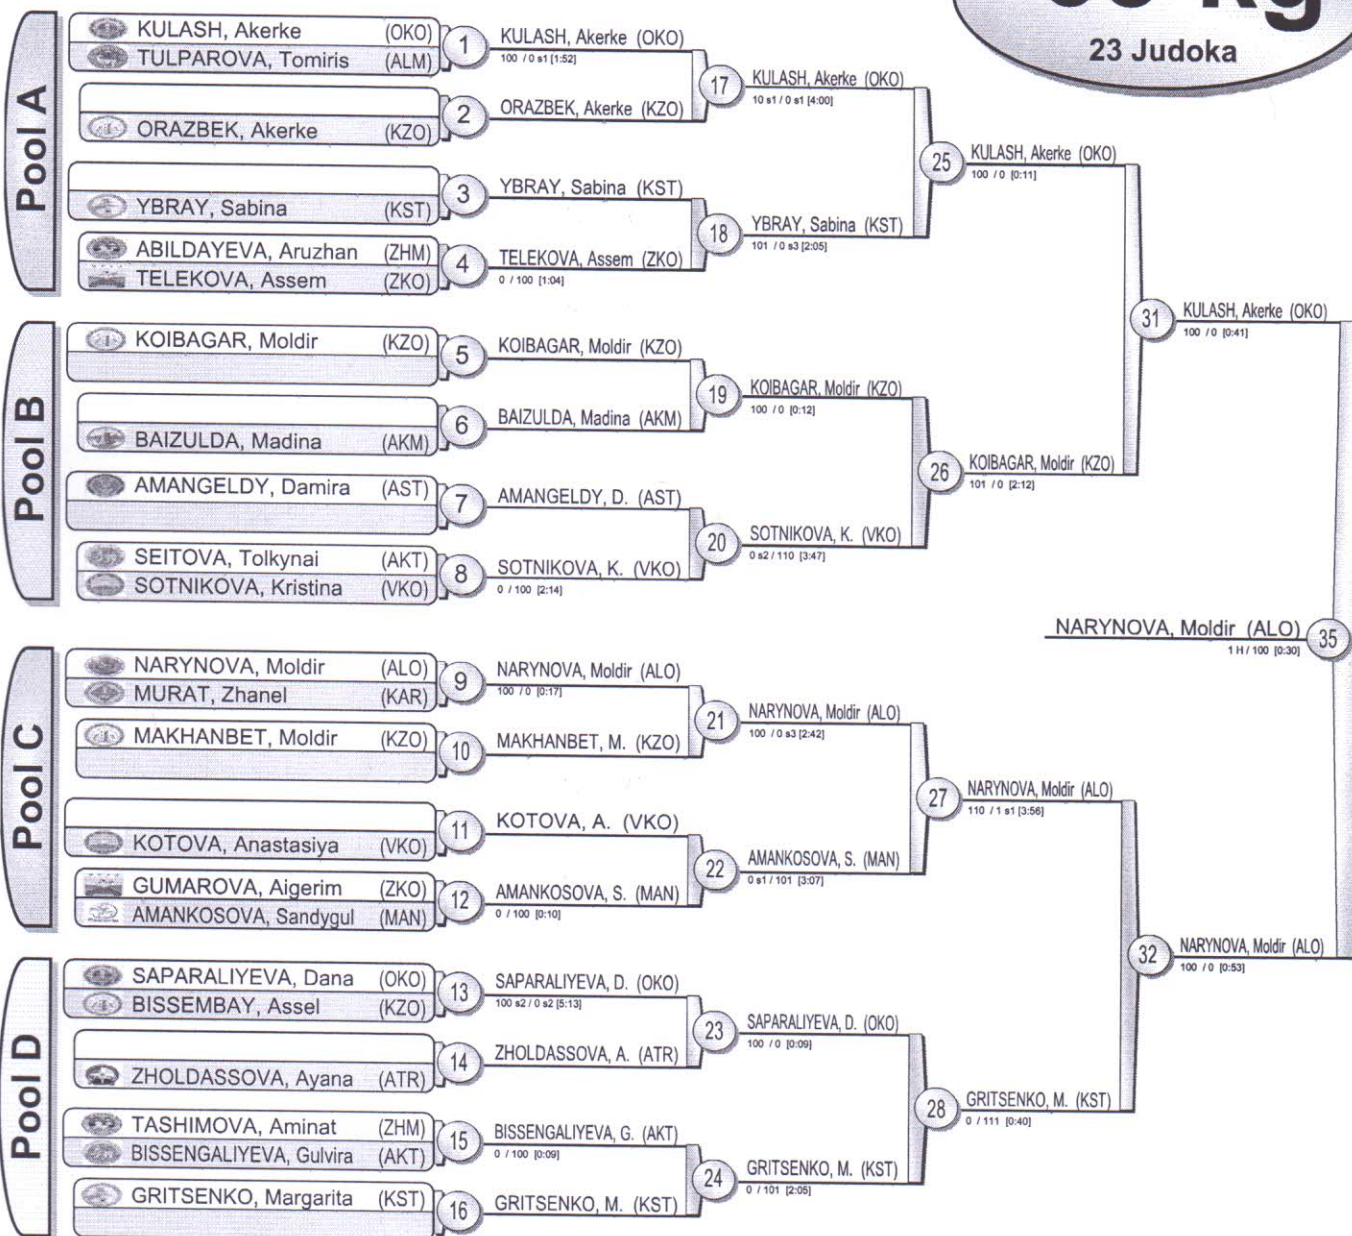 23 Judoka
Pool A
KULASH, Akerke (OKO)
TULPAROVA, Tomiris (ALM)
1
KULASH, Akerke (OKO)
100 / 0 s1 [1:52]
ORAZBEK, Akerke (KZO)
2
ORAZBEK, Akerke (KZO)
17
KULASH, Akerke (OKO)
10 s1 / 0 s1 [4:00]
YBRAY, Sabina (KST)
3
YBRAY, Sabina (KST)
ABILDAYEVA, Aruzhan (ZHM)
TELEKOVA, Assem (ZKO)
4
TELEKOVA, Assem (ZKO)
0 / 100 [1:04]
18
YBRAY, Sabina (KST)
101 / 0 s3 [2:05]
25
KULASH, Akerke (OKO)
100 / 0 [0:11]
Pool B
KOIBAGAR, Moldir (KZO)
5
KOIBAGAR, Moldir (KZO)
BAIZULDA, Madina (AKM)
6
BAIZULDA, Madina (AKM)
19
KOIBAGAR, Moldir (KZO)
100 / 0 [0:12]
AMANGELDY, Damira (AST)
7
AMANGELDY, D. (AST)
SEITOVA, Tolkynai (AKT)
SOTNIKOVA, Kristina (VKO)
8
SOTNIKOVA, K. (VKO)
0 / 100 [2:14]
20
SOTNIKOVA, K. (VKO)
0 s2 / 110 [3:47]
26
KOIBAGAR, Moldir (KZO)
101 / 0 [2:12]
31
KULASH, Akerke (OKO)
100 / 0 [0:41]
Pool C
NARYNOVA, Moldir (ALO)
MURAT, Zhanel (KAR)
9
NARYNOVA, Moldir (ALO)
100 / 0 [0:17]
MAKHANBET, Moldir (KZO)
10
MAKHANBET, M. (KZO)
21
NARYNOVA, Moldir (ALO)
100 / 0 s3 [2:42]
KOTOVA, Anastasiya (VKO)
11
KOTOVA, A. (VKO)
GUMAROVA, Aigerim (ZKO)
AMANKOSOVA, Sandygul (MAN)
12
AMANKOSOVA, S. (MAN)
0 / 100 [0:10]
22
AMANKOSOVA, S. (MAN)
0 s1 / 101 [3:07]
27
NARYNOVA, Moldir (ALO)
110 / 1 s1 [3:56]
Pool D
SAPARALIYEVA, Dana (OKO)
BISSEMBAY, Assel (KZO)
13
SAPARALIYEVA, D. (OKO)
100 s2 / 0 s2 [5:13]
ZHOLDASSOVA, Ayana (ATR)
14
ZHOLDASSOVA, A. (ATR)
23
SAPARALIYEVA, D. (OKO)
100 / 0 [0:09]
TASHIMOVA, Aminat (ZHM)
BISSENGALIYEVA, Gulvira (AKT)
15
BISSENGALIYEVA, G. (AKT)
0 / 100 [0:09]
GRITSENKO, Margarita (KST)
16
GRITSENKO, M. (KST)
24
GRITSENKO, M. (KST)
0 / 101 [2:05]
28
GRITSENKO, M. (KST)
0 / 111 [0:40]
32
NARYNOVA, Moldir (ALO)
100 / 0 [0:53]
NARYNOVA, Moldir (ALO)
1 H / 100 [0:30]
35